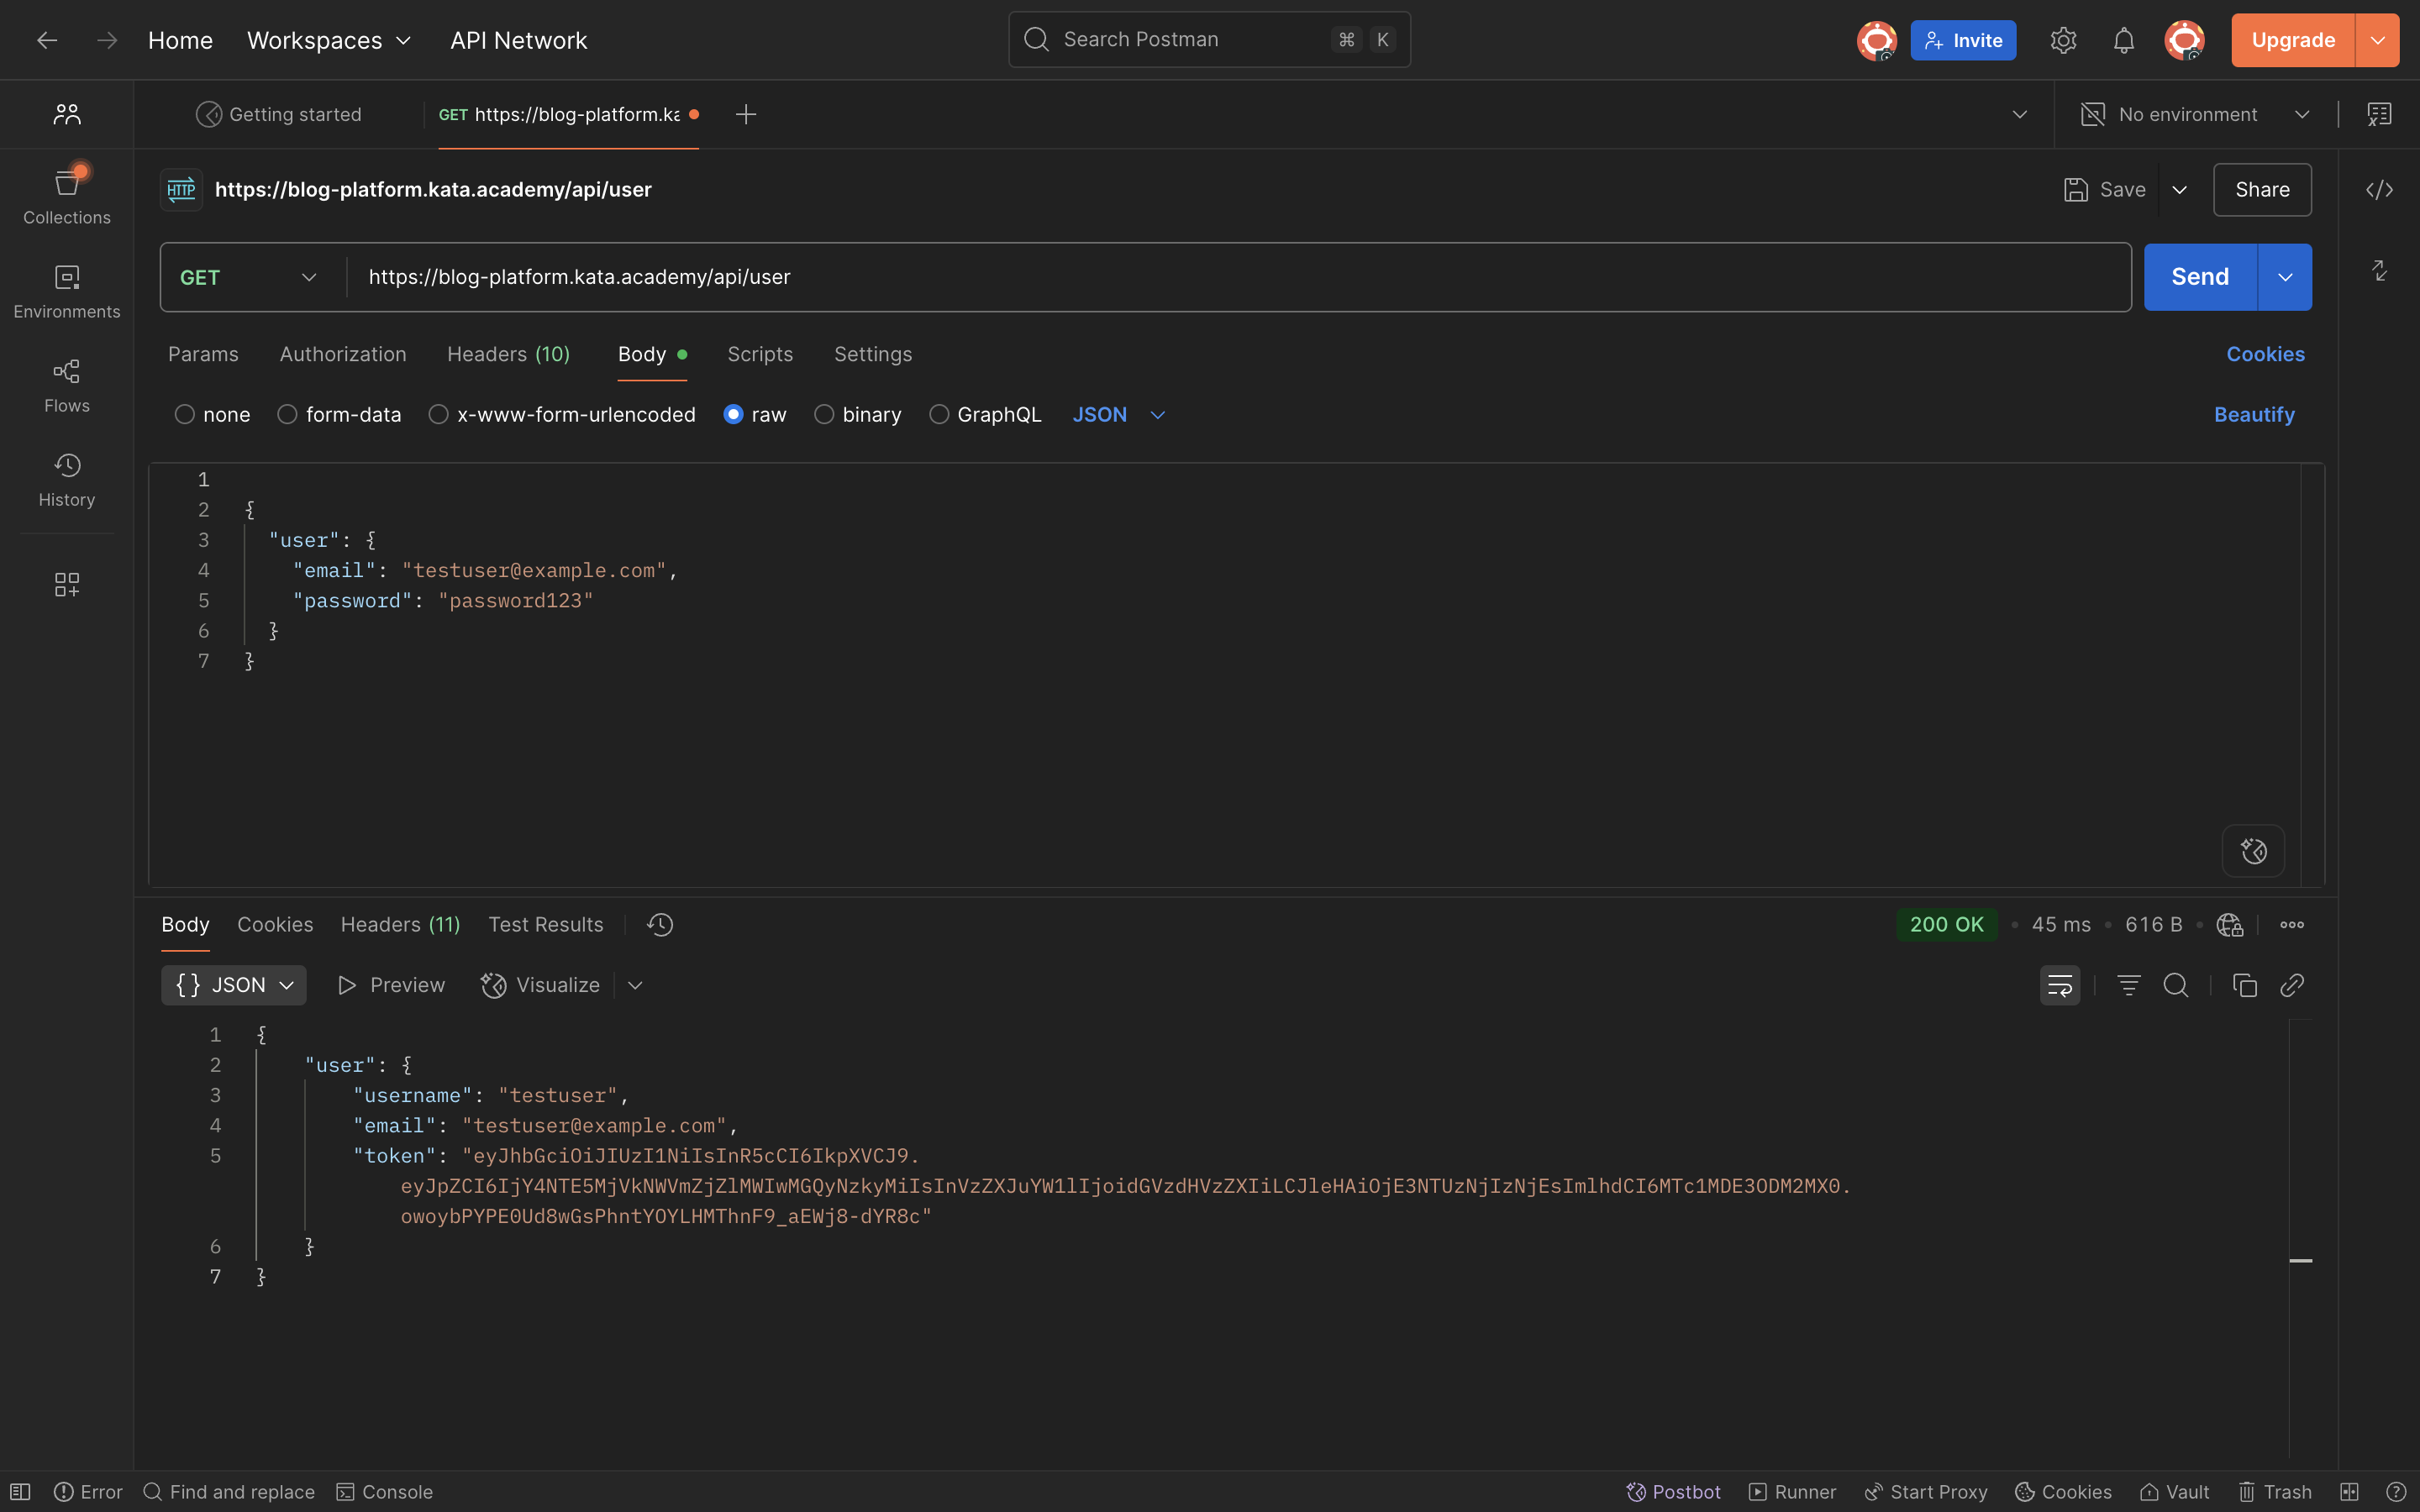 Home Workspaces API Network Search Postman ⌘ K Invite Upgrade
Getting started GET https://blog-platform.ka No environment
HTTP https://blog-platform.kata.academy/api/user Save Share
Collections
GET https://blog-platform.kata.academy/api/user Send
Environments
Params Authorization Headers (10) Body Scripts Settings Cookies
Flows
none form-data x-www-form-urlencoded raw binary GraphQL JSON Beautify
History
1
2 {
3 "user": {
4 "email": "testuser@example.com",
5 "password": "password123"
6 }
7 }
Body Cookies Headers (11) Test Results 200 OK • 45 ms • 616 B •
{} JSON Preview Visualize
1 {
2 "user": {
3 "username": "testuser",
4 "email": "testuser@example.com",
5 "token": "eyJhbGciOiJIUzI1NiIsInR5cCI6IkpXVCJ9.
eyJpZCI6IjY4NTE5MjVkNWVmZjZlMWIwMGQyNzkyMiIsInVzZXJuYW1lIjoidGVzdHVzZXIiLCJleHAiOjE3NTUzNjIzNjEsImlhdCI6MTc1MDE3ODM2MX0.
owoybPYPE0Ud8wGsPhntYOYLHMThnF9_aEWj8-dYR8c"
6 }
7 }
Error Find and replace Console Postbot Runner Start Proxy Cookies Vault Trash